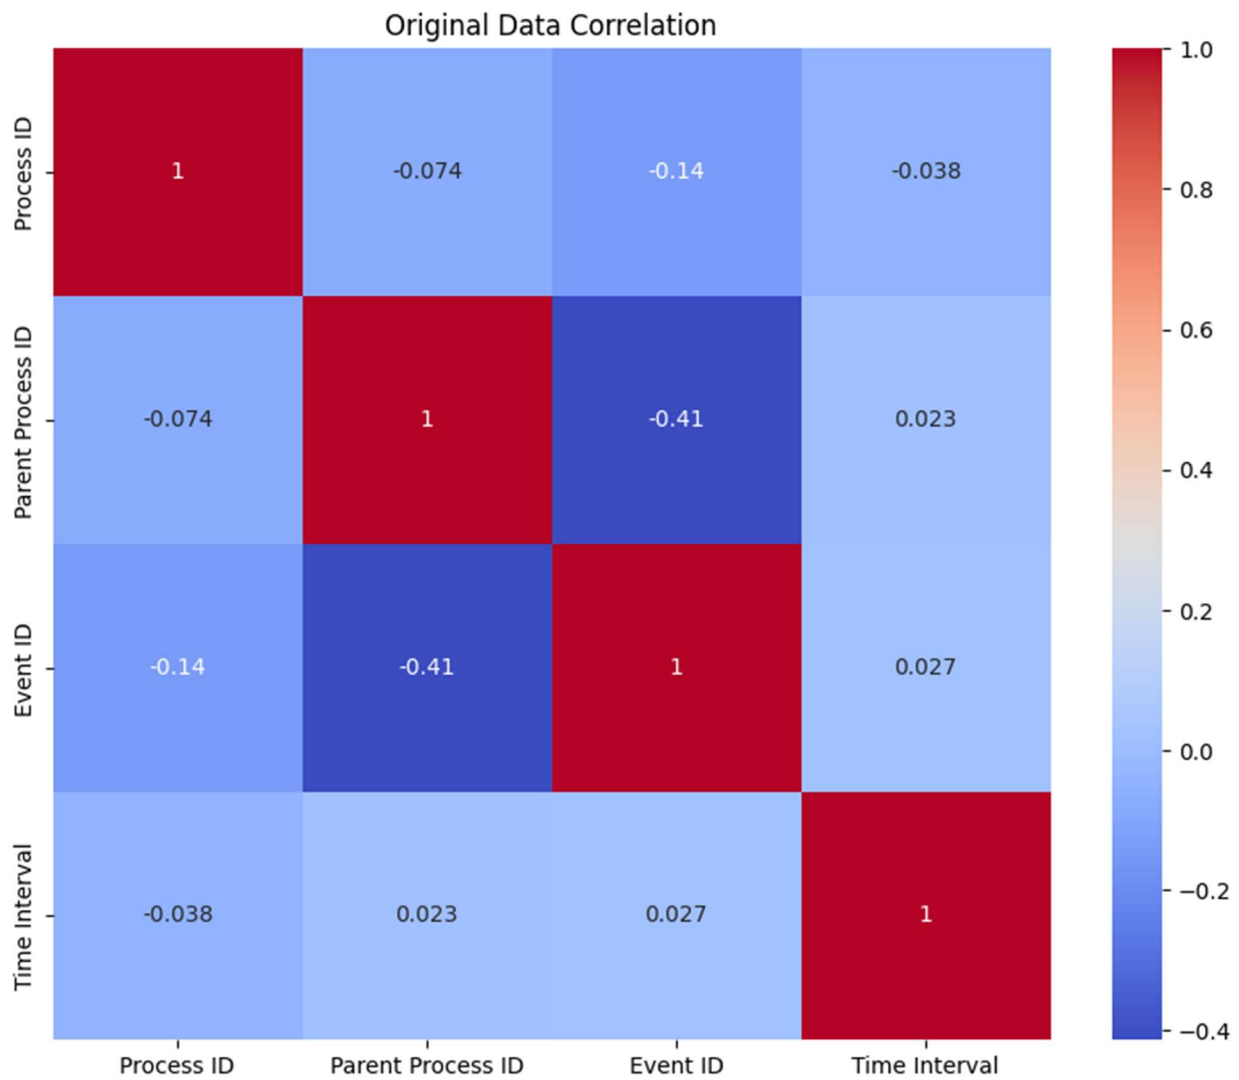 Original Data Correlation
Process ID
1
-0.074
-0.14
-0.038
Parent Process ID
-0.074
1
-0.41
0.023
Event ID
-0.14
-0.41
1
0.027
Time Interval
-0.038
0.023
0.027
1
Process ID
Parent Process ID
Event ID
Time Interval
1.0
0.8
0.6
0.4
0.2
0.0
−0.2
−0.4